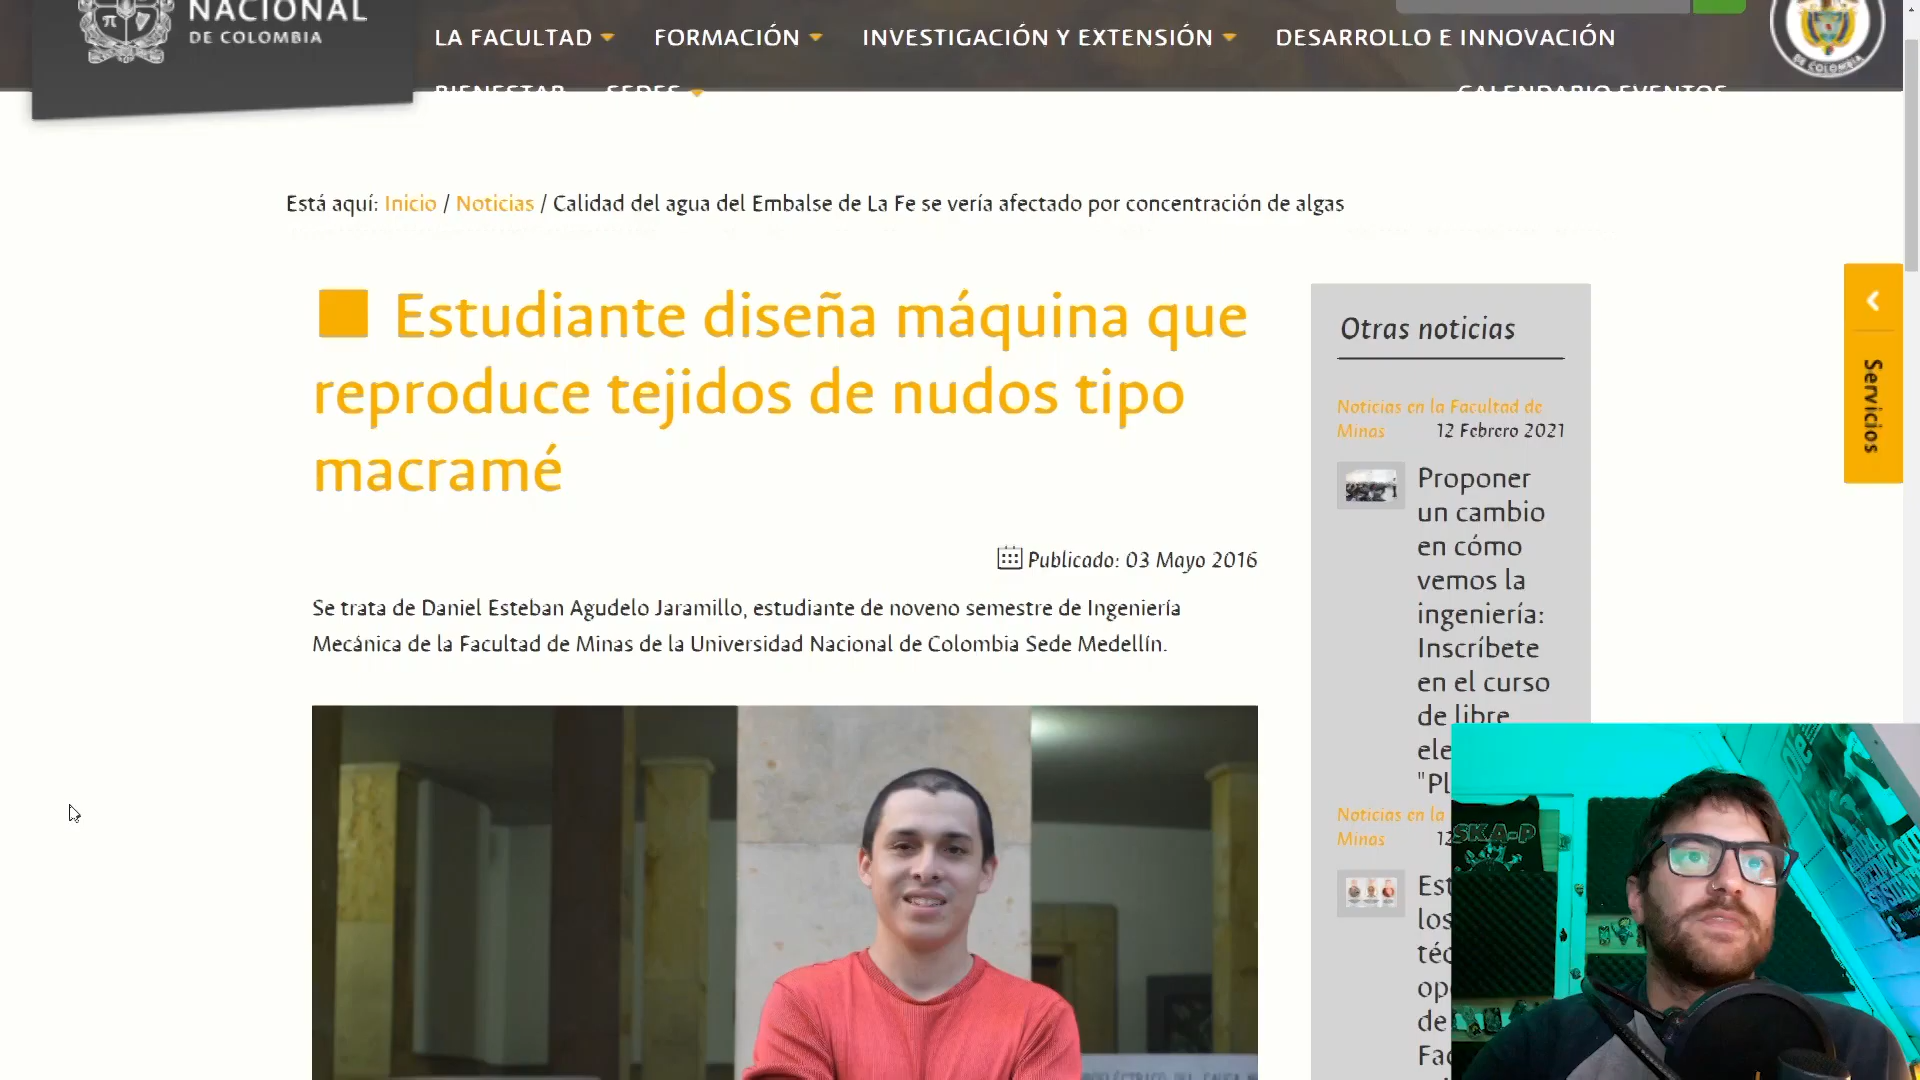 NACIONAL
DE COLOMBIA
LA FACULTAD
FORMACIÓN
INVESTIGACIÓN Y EXTENSIÓN
DESARROLLO E INNOVACIÓN
BIENESTAR
SEDES
CALENDARIO EVENTOS
DE COLOMBIA
Está aquí: Inicio / Noticias / Calidad del agua del Embalse de La Fe se vería afectado por concentración de algas
Estudiante diseña máquina que
reproduce tejidos de nudos tipo
macramé
Publicado: 03 Mayo 2016
Se trata de Daniel Esteban Agudelo Jaramillo, estudiante de noveno semestre de Ingeniería
Mecánica de la Facultad de Minas de la Universidad Nacional de Colombia Sede Medellín.
Otras noticias
Noticias en la Facultad de
Minas 12 Febrero 2021
Proponer
un cambio
en cómo
vemos la
ingeniería:
Inscríbete
en el curso
de libre
ele
"Pl
Noticias en la
Minas 12
Est
los
téc
op
de
Fac
Servicios
SKA-P